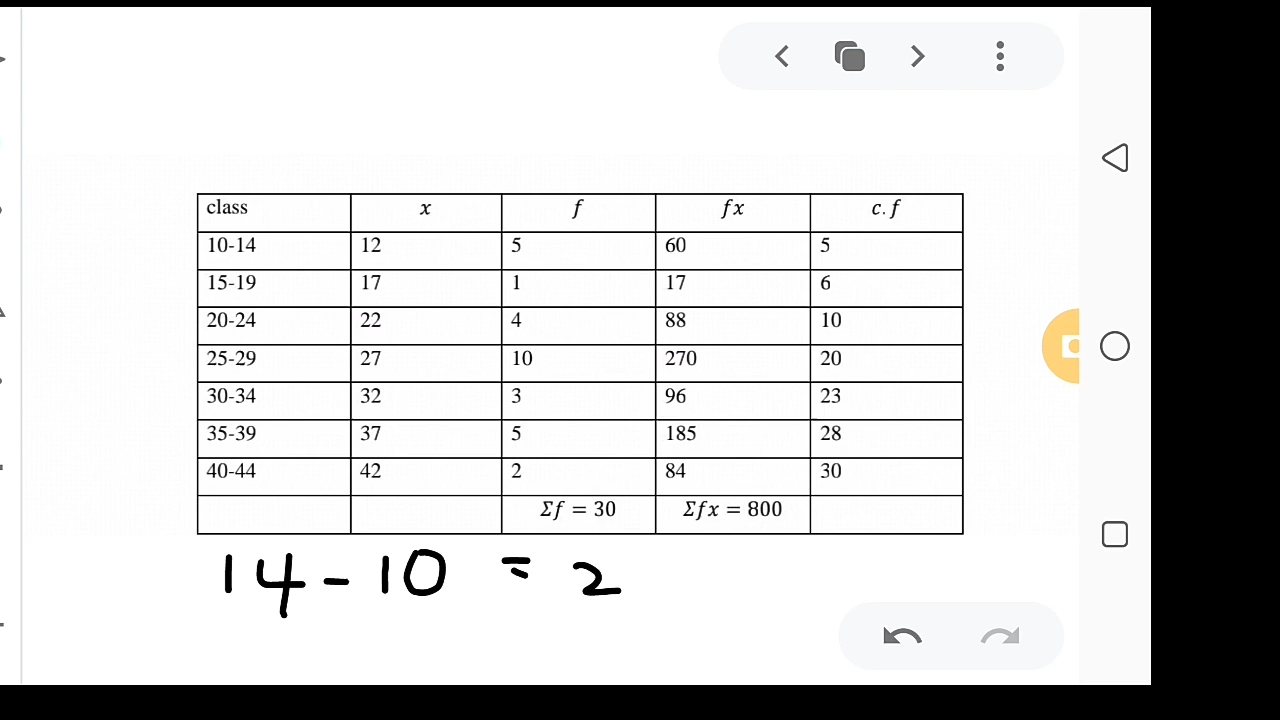 class x f fx c.f
10-14 12 5 60 5
15-19 17 1 17 6
20-24 22 4 88 10
25-29 27 10 270 20
30-34 32 3 96 23
35-39 37 5 185 28
40-44 42 2 84 30
Σf = 30 Σfx = 800
14-10 = 2